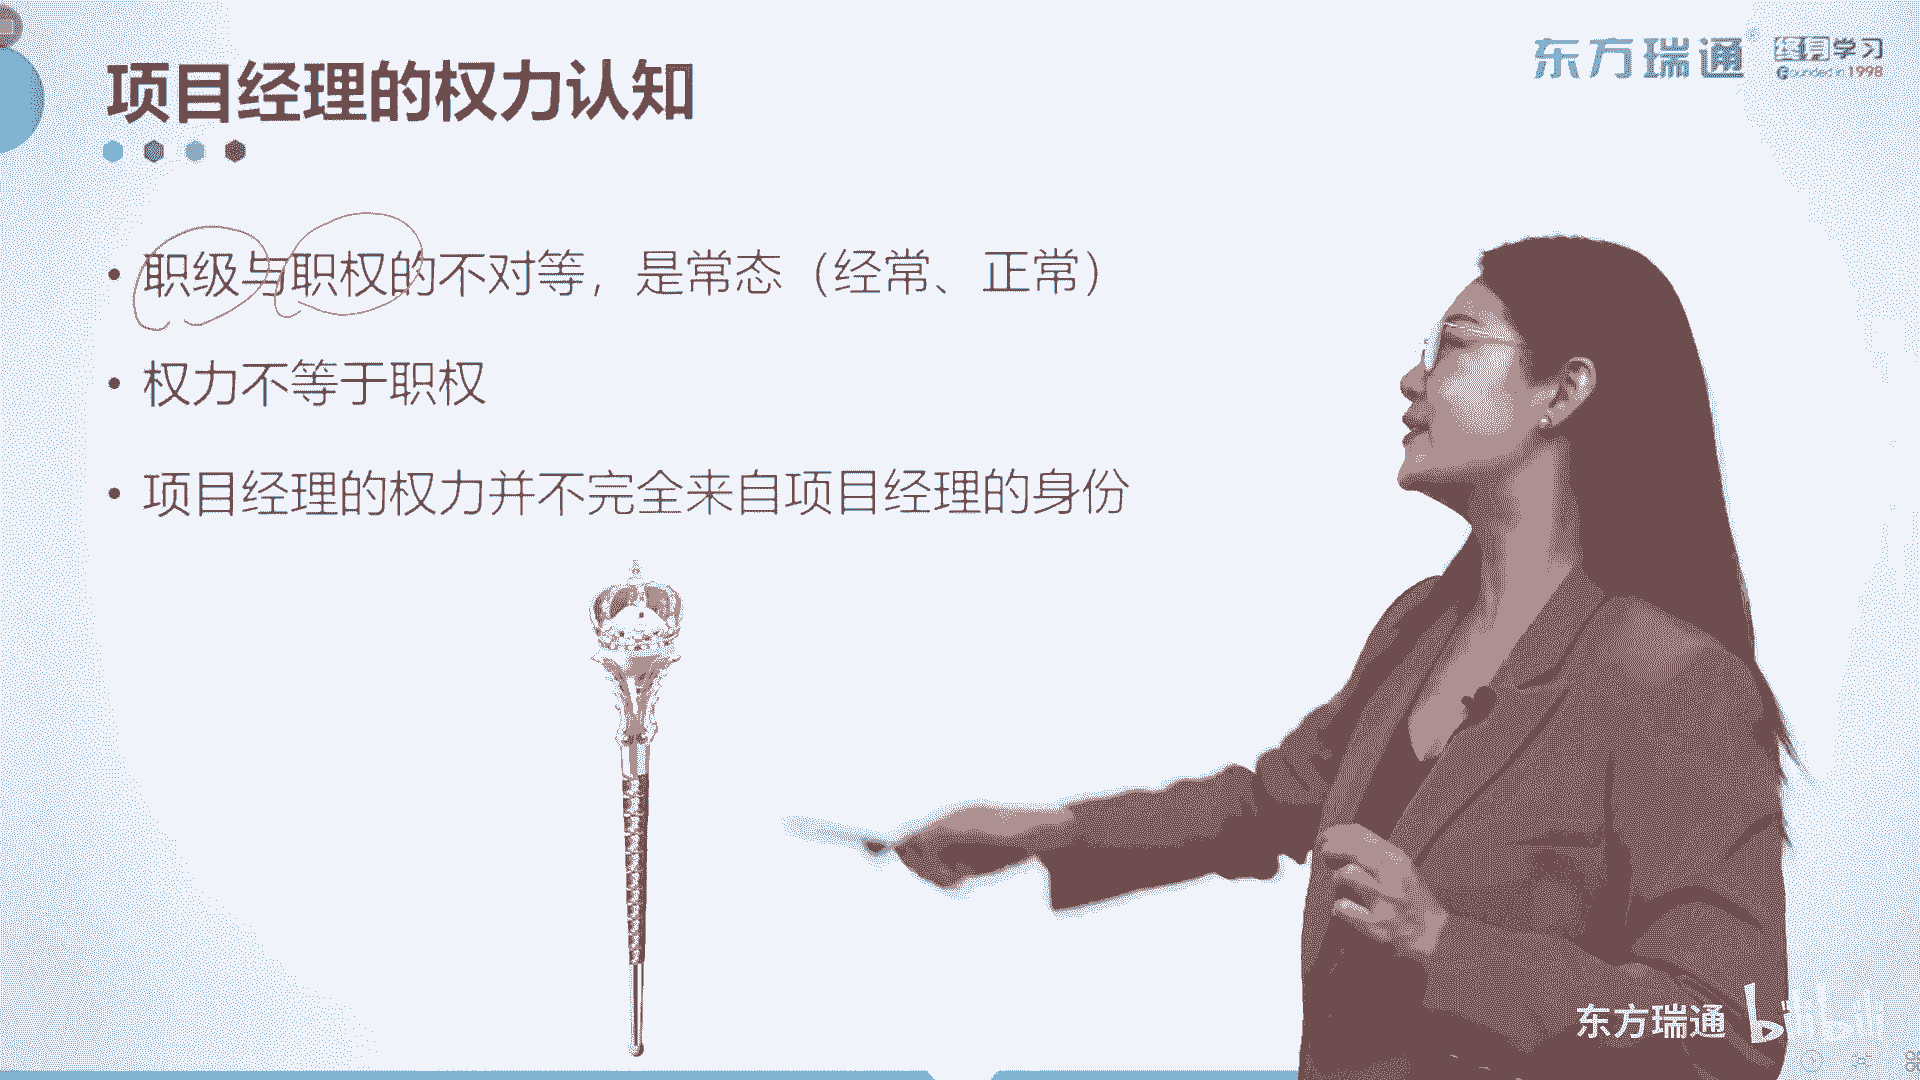 项目经理的权力认知
东方瑞通 终身学习
Founded in 1998
• 职级与职权的不对等，是常态（经常、正常）
• 权力不等于职权
• 项目经理的权力并不完全来自项目经理的身份
东方瑞通 bilibili